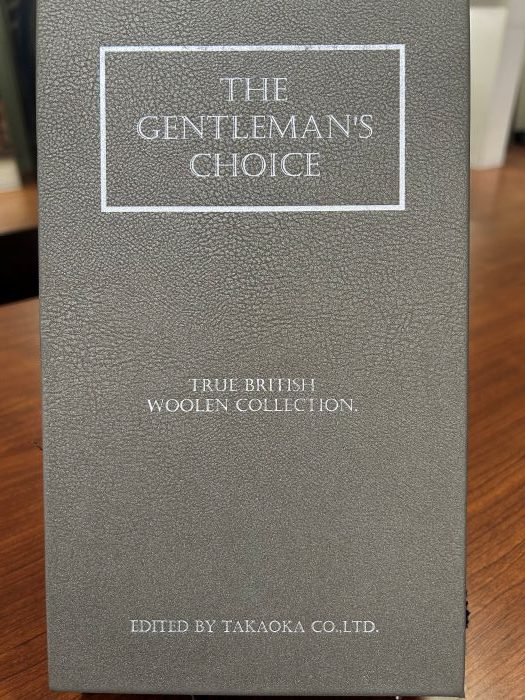 THE
GENTLEMAN'S
CHOICE
TRUE BRITISH
WOOLEN COLLECTION.
EDITED BY TAKAOKA CO.,LTD.